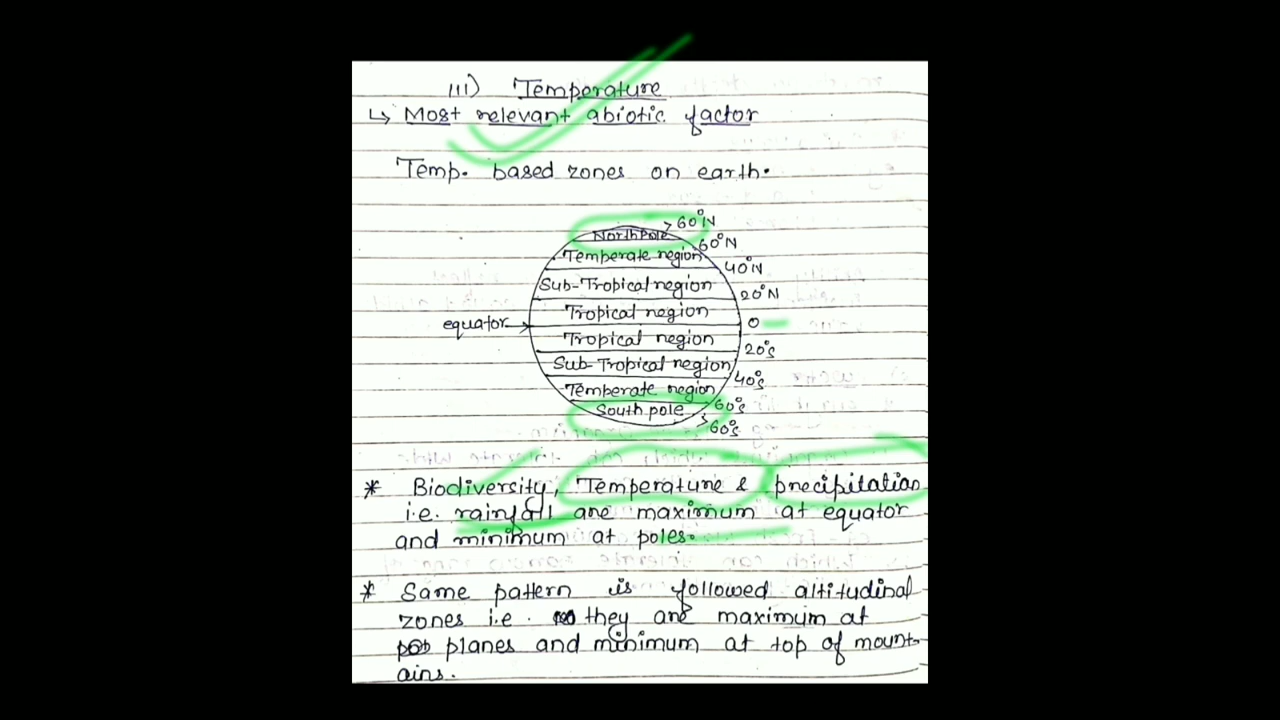 iii) Temperature
↳ Most relevant abiotic factor
Temp. based zones on earth.
North pole > 60°N
60°N
Temperate region
40°N
Sub-Tropical region
20°N
Tropical region
equator → 0
Tropical region
20°S
Sub-Tropical region
40°S
Temperate region
60°S
South pole
> 60°S
* Biodiversity, Temperature & precipitation
i.e. rainfall are maximum at equator
and minimum at poles.
* Same pattern is followed altitudinal
zones i.e. they are maximum at
planes and minimum at top of mount-
ains.